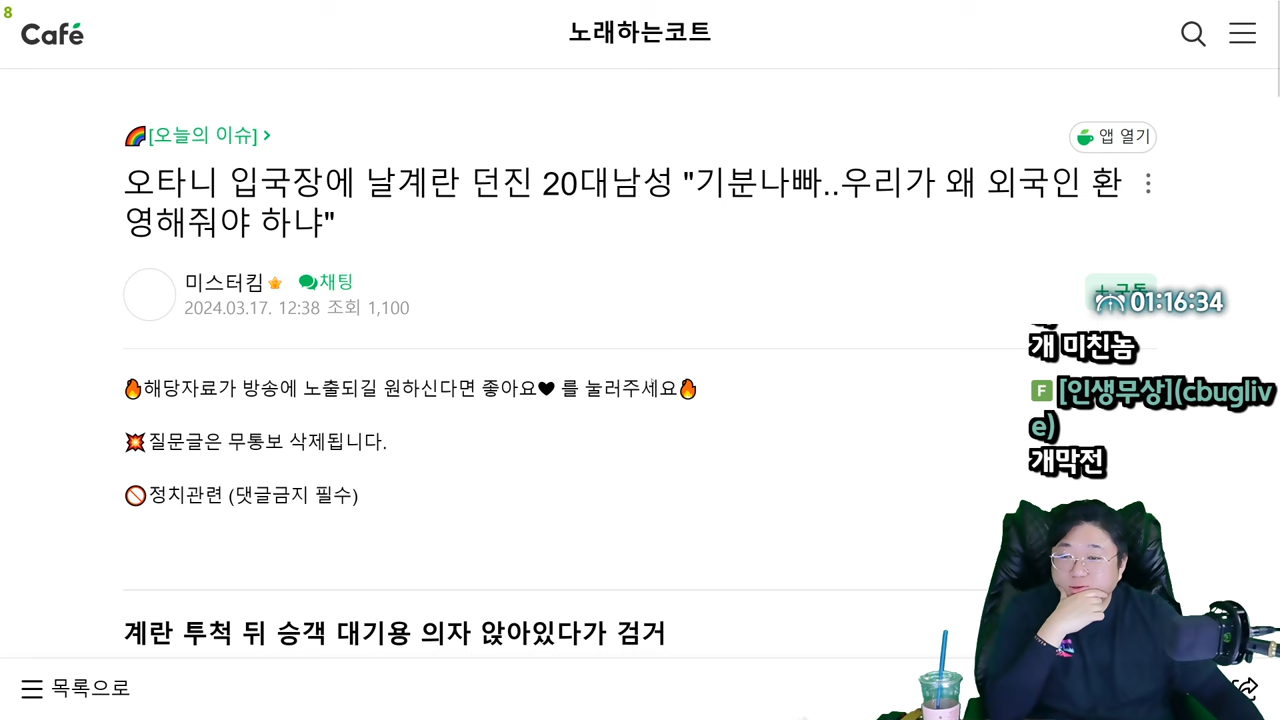 8
Café
노래하는코트
🌈[오늘의 이슈] >
앱 열기
오타니 입국장에 날계란 던진 20대남성 "기분나빠..우리가 왜 외국인 환
영해줘야 하냐"
미스터킴 채팅
2024.03.17. 12:38 조회 1,100
+ 구독
01:16:34
개 미친놈
F [인생무상](cbugliv
e)
개막전
🔥해당자료가 방송에 노출되길 원하신다면 좋아요🖤 를 눌러주세요🔥
💥질문글은 무통보 삭제됩니다.
🚫정치관련 (댓글금지 필수)
계란 투척 뒤 승객 대기용 의자 앉아있다가 검거
목록으로